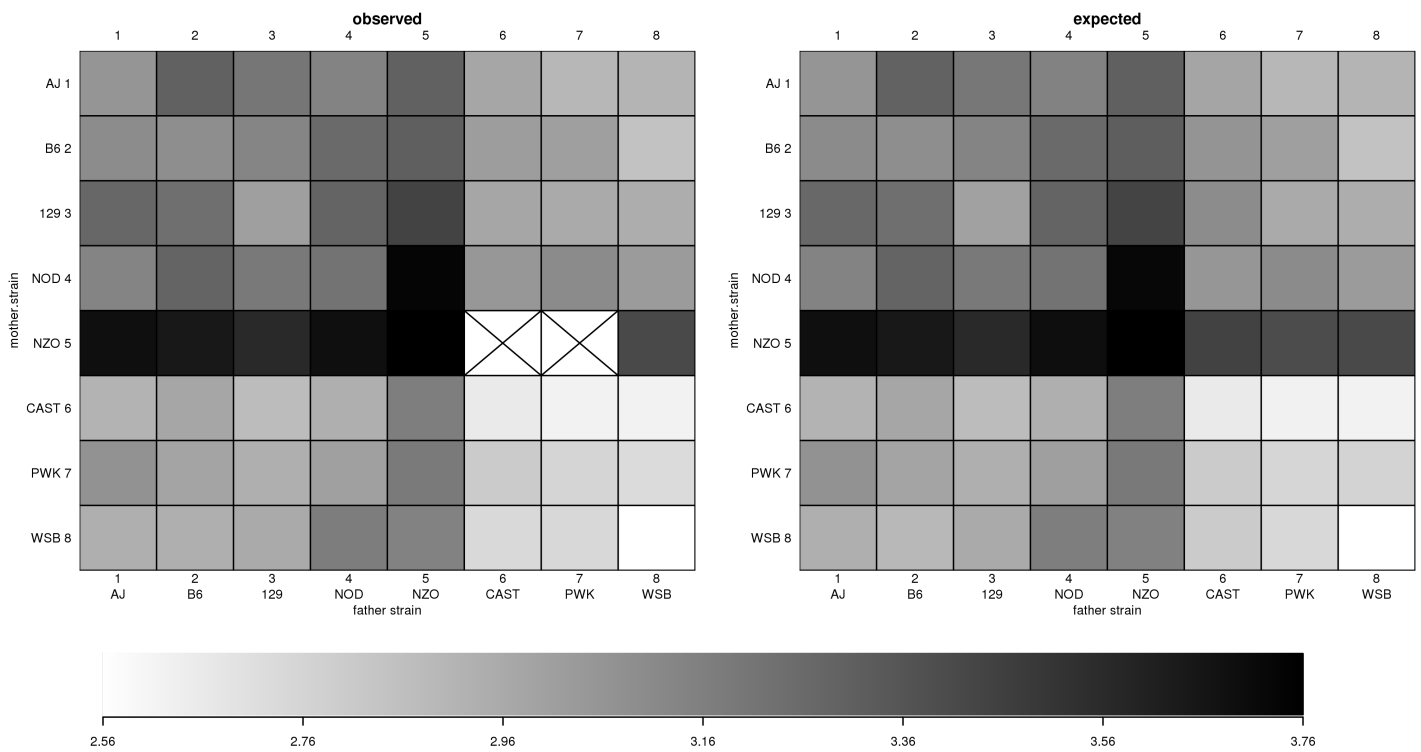 observed
1 2 3 4 5 6 7 8
AJ 1
B6 2
129 3
NOD 4
NZO 5
CAST 6
PWK 7
WSB 8
mother.strain
1 2 3 4 5 6 7 8
AJ B6 129 NOD NZO CAST PWK WSB
father strain
expected
1 2 3 4 5 6 7 8
AJ 1
B6 2
129 3
NOD 4
NZO 5
CAST 6
PWK 7
WSB 8
mother.strain
1 2 3 4 5 6 7 8
AJ B6 129 NOD NZO CAST PWK WSB
father strain
2.56 2.76 2.96 3.16 3.36 3.56 3.76